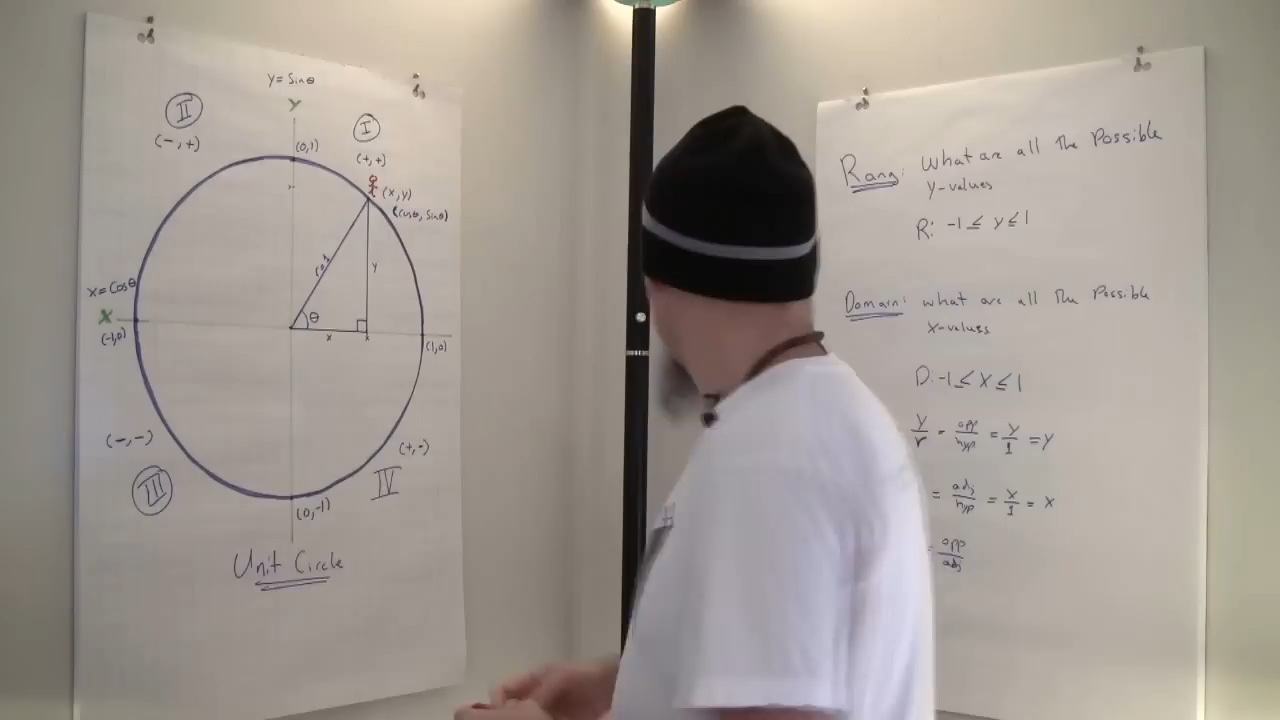 y = Sinθ
Y
II
I
(-,+)
(0,1)
(+,+)
(x,y)
(cosθ, Sinθ)
y
x = Cosθ
X
θ
(-1,0)
x
x
(1,0)
(-,-)
(+,-)
III
IV
(0,-1)
Unit Circle
Rang: What are all The Possible
y-values
R: -1 ≤ y ≤ 1
Domain: what are all The Possible
x-values
D: -1 ≤ x ≤ 1
y/r = opp/hyp = y/1 = y
= adj/hyp = x/1 = x
= opp/adj